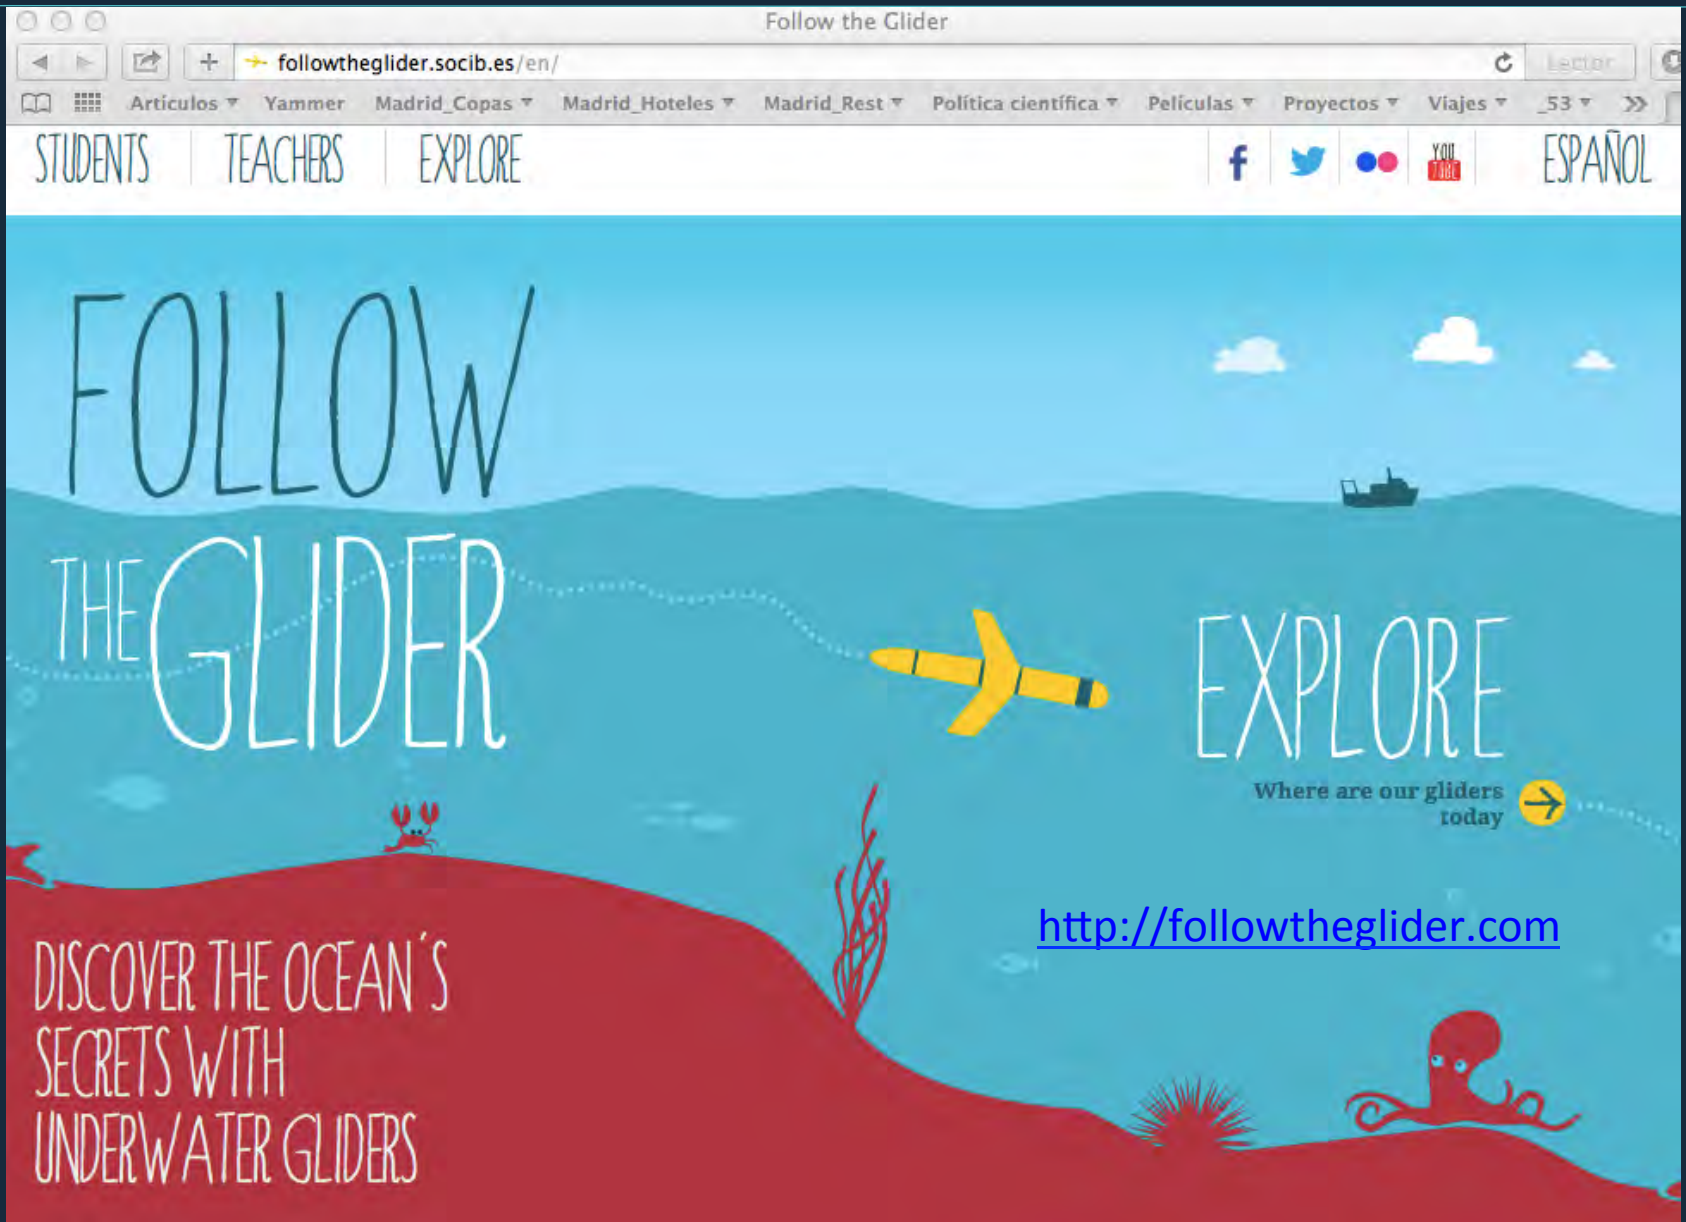 Follow the Glider
followtheglider.socib.es/en/
Lector
Artículos Yammer Madrid_Copas Madrid_Hoteles Madrid_Rest Política científica Películas Proyectos Viajes _53
STUDENTS TEACHERS EXPLORE YOU TUBE ESPAÑOL
FOLLOW
THE GLIDER
EXPLORE
Where are our gliders
today
http://followtheglider.com
DISCOVER THE OCEAN´S
SECRETS WITH
UNDERWATER GLIDERS